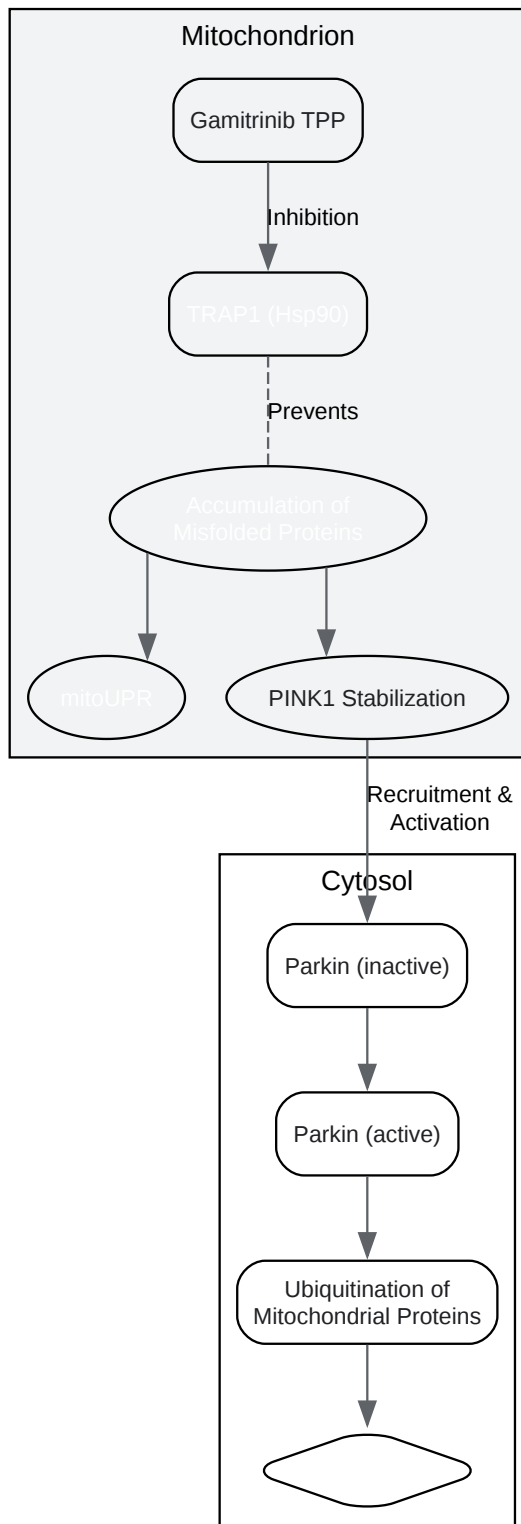 Mitochondrion
Gamitrinib TPP
Inhibition
TRAP1 (Hsp90)
Prevents
Accumulation of
Misfolded Proteins
mitoUPR
PINK1 Stabilization
Recruitment &
Activation
Cytosol
Parkin (inactive)
Parkin (active)
Ubiquitination of
Mitochondrial Proteins